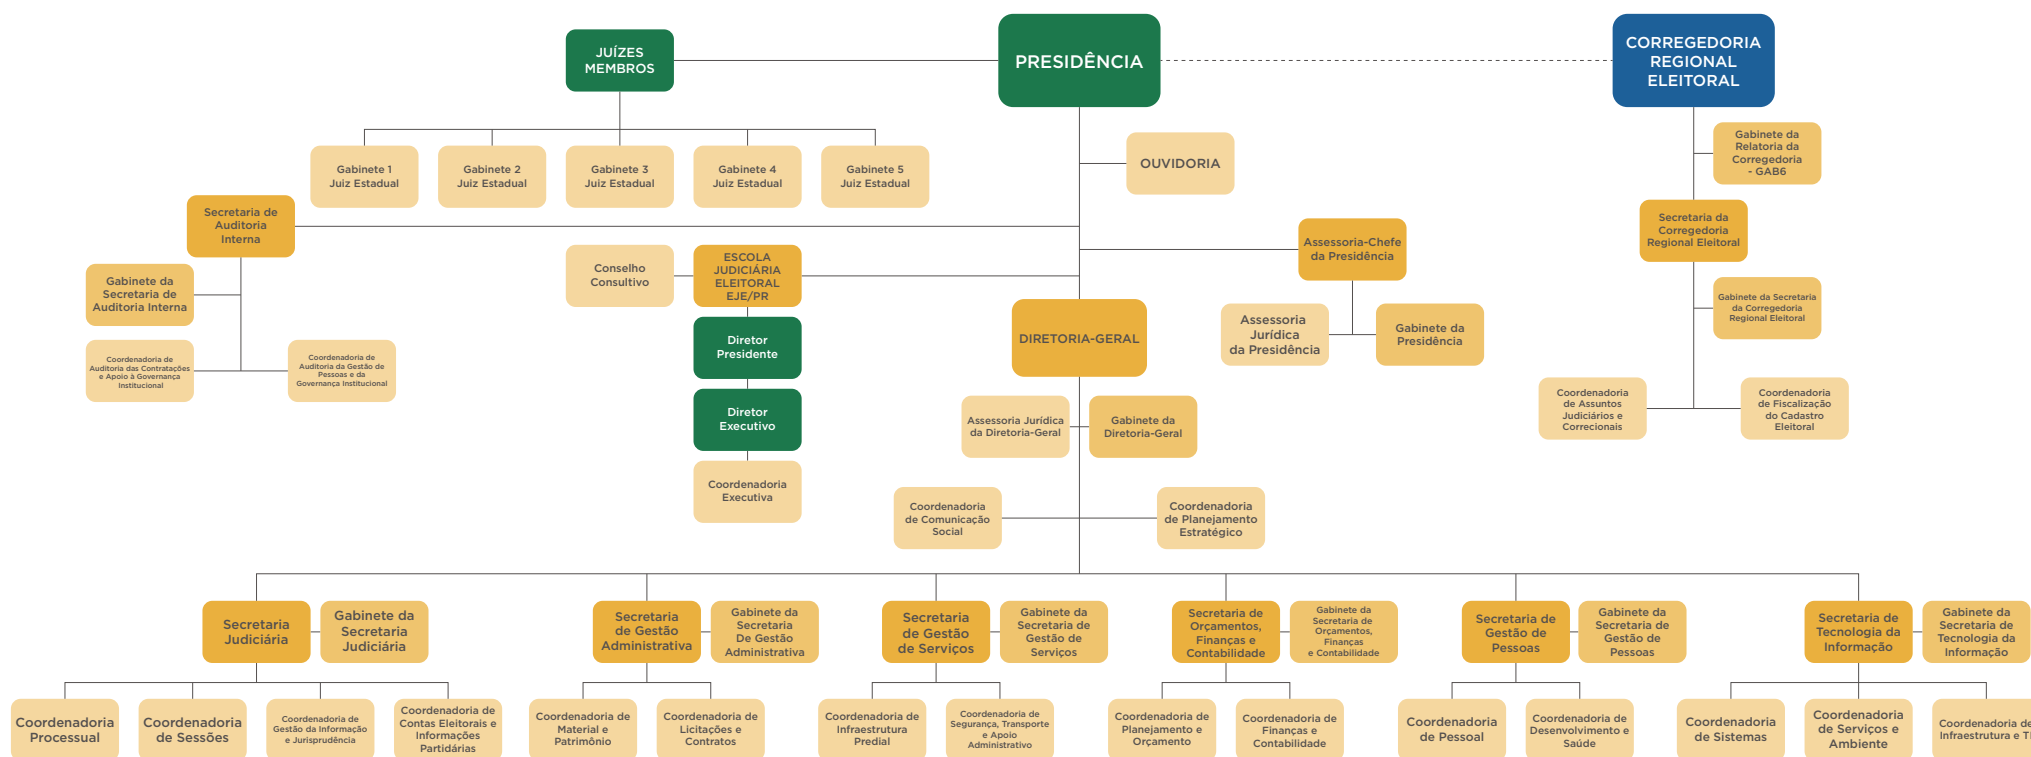 JUÍZES
MEMBROS
PRESIDÊNCIA
CORREGEDORIA
REGIONAL
ELEITORAL
Gabinete 1
Juiz Estadual
Gabinete 2
Juiz Estadual
Gabinete 3
Juiz Estadual
Gabinete 4
Juiz Estadual
Gabinete 5
Juiz Estadual
OUVIDORIA
Gabinete da
Relatoria da
Corregedoria
- GAB6
Secretaria de
Auditoria
Interna
Secretaria da
Corregedoria
Regional Eleitoral
Gabinete da
Secretaria de
Auditoria Interna
Conselho
Consultivo
ESCOLA
JUDICIÁRIA
ELEITORAL
EJE/PR
Assessoria-Chefe
da Presidência
Gabinete da Secretaria
da Corregedoria
Regional Eleitoral
Coordenadoria de
Auditoria das Contratações
e Apoio à Governança
Institucional
Coordenadoria de
Auditoria da Gestão de
Pessoas e da
Governança Institucional
Diretor
Presidente
DIRETORIA-GERAL
Assessoria
Jurídica
da Presidência
Gabinete da
Presidência
Diretor
Executivo
Assessoria Jurídica
da Diretoria-Geral
Gabinete da
Diretoria-Geral
Coordenadoria
de Assuntos
Judiciários e
Correcionais
Coordenadoria
de Fiscalização
do Cadastro
Eleitoral
Coordenadoria
Executiva
Coordenadoria
de Comunicação
Social
Coordenadoria
de Planejamento
Estratégico
Secretaria
Judiciária
Gabinete da
Secretaria
Judiciária
Secretaria
de Gestão
Administrativa
Gabinete da
Secretaria
De Gestão
Administrativa
Secretaria
de Gestão
de Serviços
Gabinete da
Secretaria de
Gestão de
Serviços
Secretaria de
Orçamentos,
Finanças e
Contabilidade
Gabinete da
Secretaria de
Orçamentos,
Finanças
e Contabilidade
Secretaria de
Gestão de
Pessoas
Gabinete da
Secretaria de
Gestão de
Pessoas
Secretaria de
Tecnologia da
Informação
Gabinete da
Secretaria de
Tecnologia da
Informação
Coordenadoria
Processual
Coordenadoria
de Sessões
Coordenadoria de
Gestão da Informação
e Jurisprudência
Coordenadoria de
Contas Eleitorais e
Informações
Partidárias
Coordenadoria de
Material e
Patrimônio
Coordenadoria de
Licitações e
Contratos
Coordenadoria de
Infraestrutura
Predial
Coordenadoria de
Segurança, Transporte
e Apoio
Administrativo
Coordenadoria de
Planejamento e
Orçamento
Coordenadoria de
Finanças e
Contabilidade
Coordenadoria
de Pessoal
Coordenadoria de
Desenvolvimento e
Saúde
Coordenadoria
de Sistemas
Coordenadoria
de Serviços e
Ambiente
Coordenadoria de
Infraestrutura e